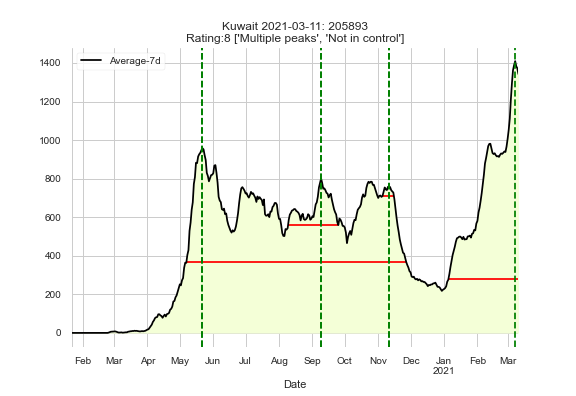 Kuwait 2021-03-11: 205893
Rating:8 ['Multiple peaks', 'Not in control']
Average-7d
1400
1200
1000
800
600
400
200
0
Feb Mar Apr May Jun Jul Aug Sep Oct Nov Dec Jan Feb Mar
2021
Date